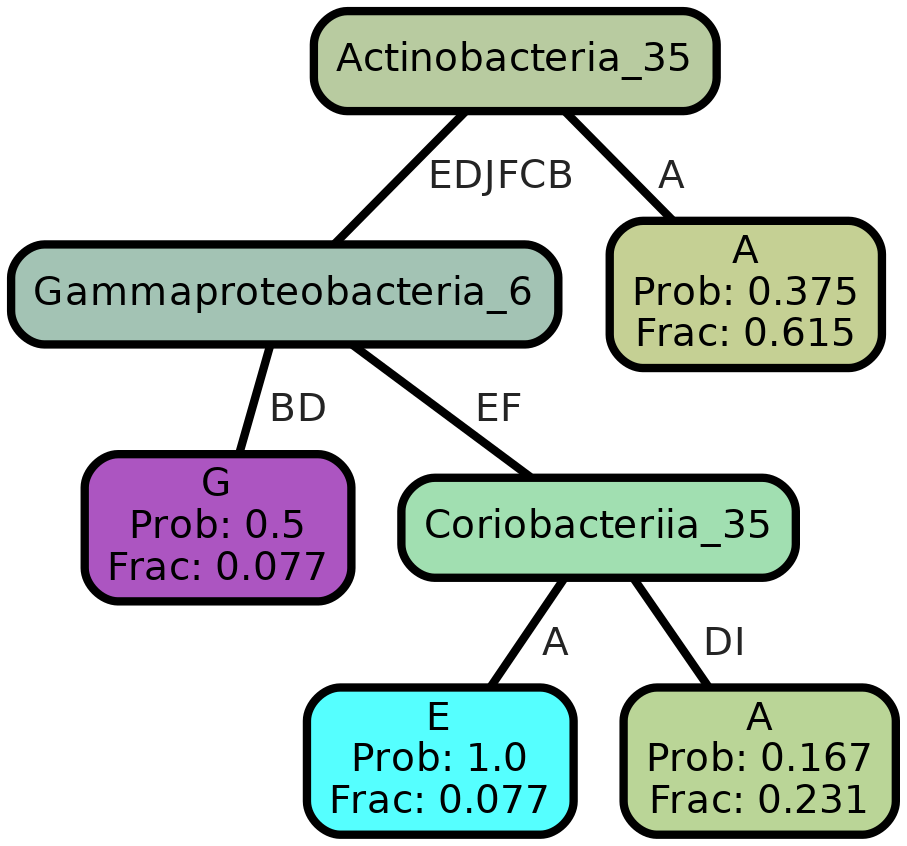 Actinobacteria_35
EDJFCB
A
Gammaproteobacteria_6
A
Prob: 0.375
Frac: 0.615
BD
EF
G
Prob: 0.5
Frac: 0.077
Coriobacteriia_35
A
DI
E
Prob: 1.0
Frac: 0.077
A
Prob: 0.167
Frac: 0.231